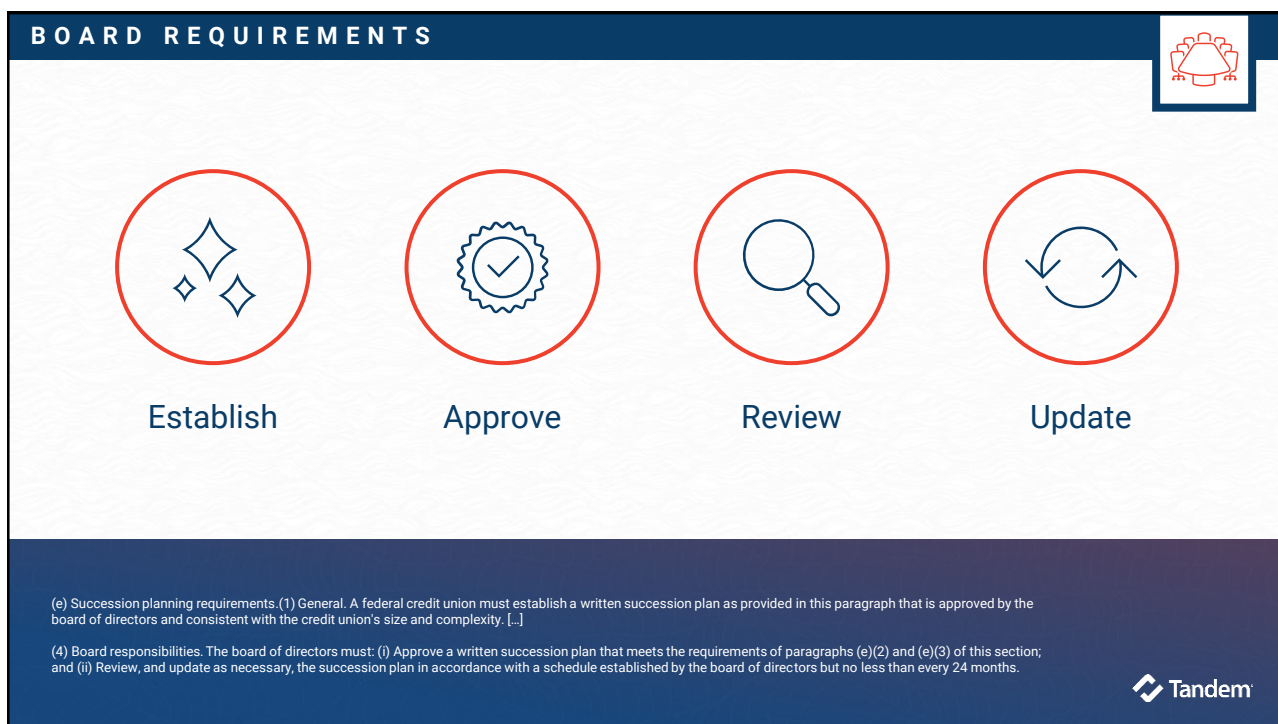 BOARD REQUIREMENTS
Establish
Approve
Review
Update
(e) Succession planning requirements.(1) General. A federal credit union must establish a written succession plan as provided in this paragraph that is approved by the
board of directors and consistent with the credit union's size and complexity. […]
(4) Board responsibilities. The board of directors must: (i) Approve a written succession plan that meets the requirements of paragraphs (e)(2) and (e)(3) of this section;
and (ii) Review, and update as necessary, the succession plan in accordance with a schedule established by the board of directors but no less than every 24 months.
Tandem